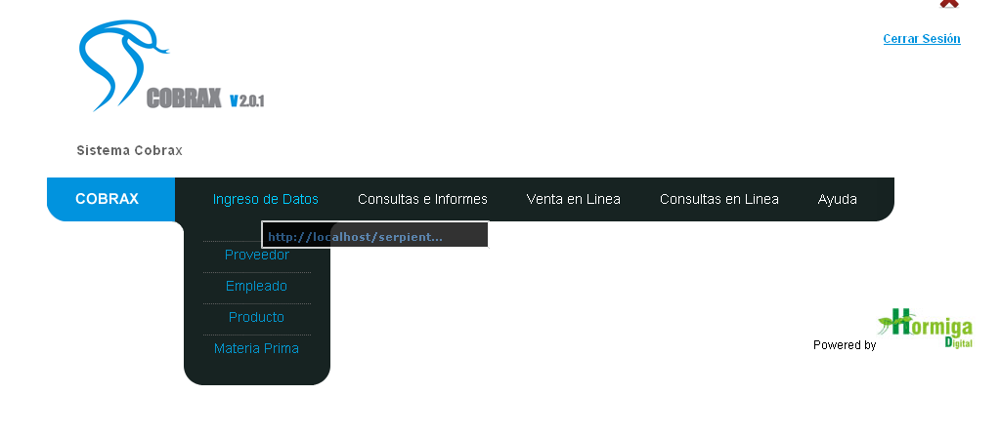 Cerrar Sesión
COBRAX V 2.0.1
Sistema Cobrax
COBRAX Ingreso de Datos Consultas e Informes Venta en Linea Consultas en Linea Ayuda
http://localhost/serpient...
Proveedor
Empleado
Producto
Materia Prima
Powered by Hormiga
Digital